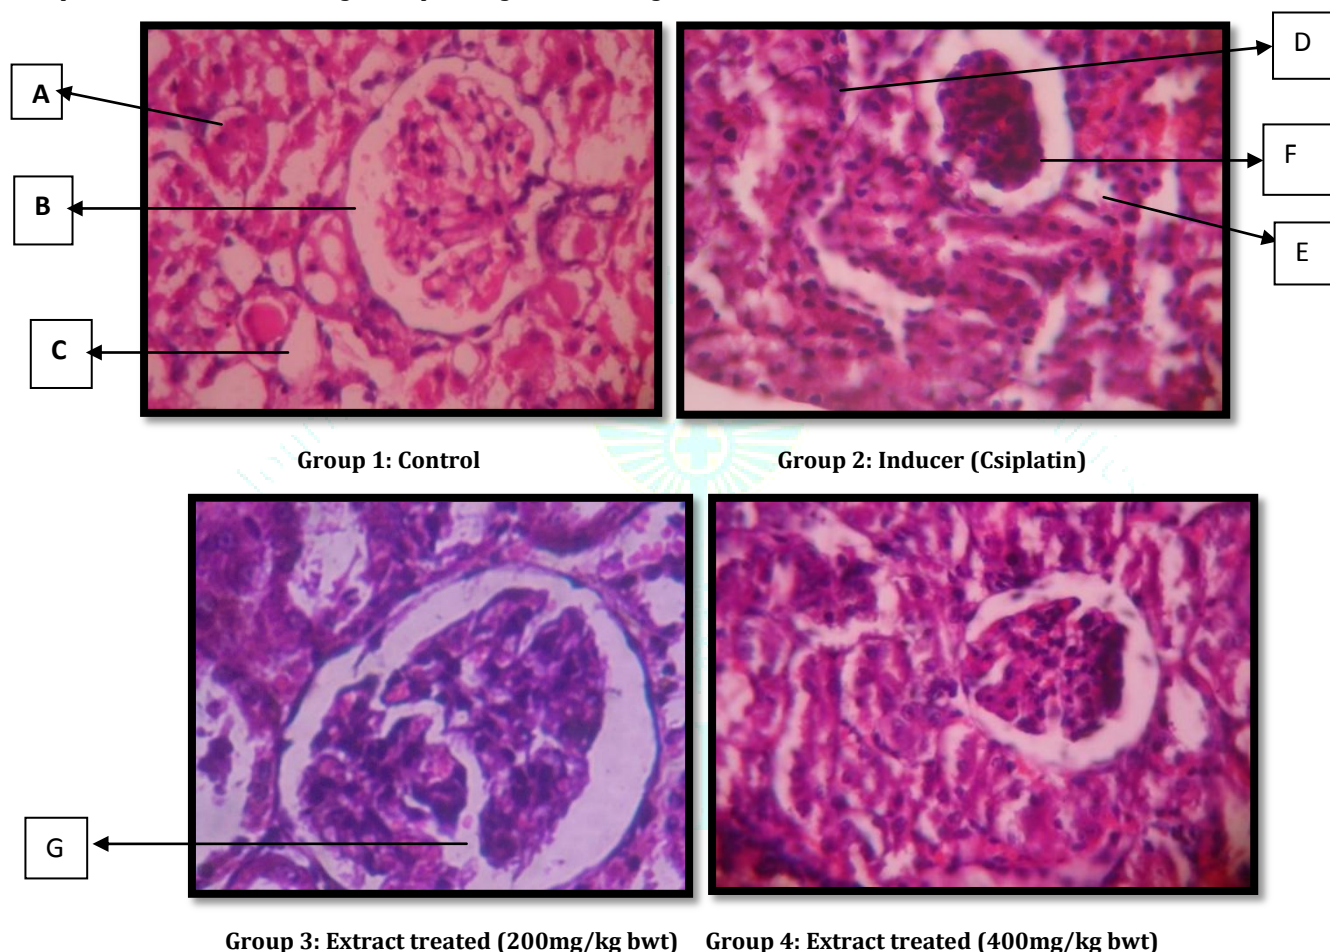 A
B
C
D
F
E
Group 1: Control
Group 2: Inducer (Csiplatin)
G
Group 3: Extract treated (200mg/kg bwt)
Group 4: Extract treated (400mg/kg bwt)